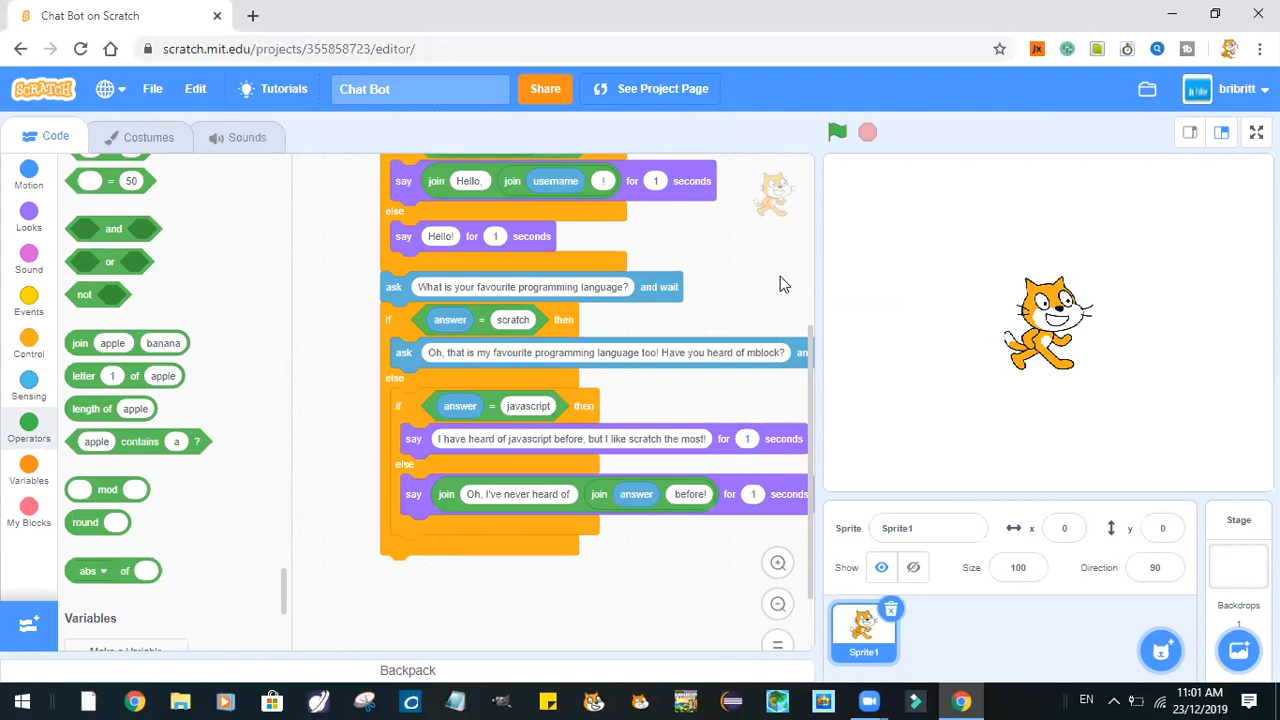 Chat Bot on Scratch
scratch.mit.edu/projects/355858723/editor/
SCRATCH File Edit Tutorials Chat Bot Share See Project Page bribritt
Code Costumes Sounds
Motion
Looks
Sound
Events
Control
Sensing
Operators
Variables
My Blocks
= 50
and
or
not
join apple banana
letter 1 of apple
length of apple
apple contains a ?
mod
round
abs of
Variables
say join Hello, join username ! for 1 seconds
else
say Hello! for 1 seconds
ask What is your favourite programming language? and wait
if answer = scratch then
ask Oh, that is my favourite programming language too! Have you heard of mblock? an
else
if answer = javascript then
say I have heard of javascript before, but I like scratch the most! for 1 seconds
else
say join Oh, I've never heard of join answer before! for 1 seconds
Backpack
Sprite Sprite1 x 0 y 0
Show Size 100 Direction 90
Sprite1
Stage
Backdrops
1
EN 11:01 AM
23/12/2019